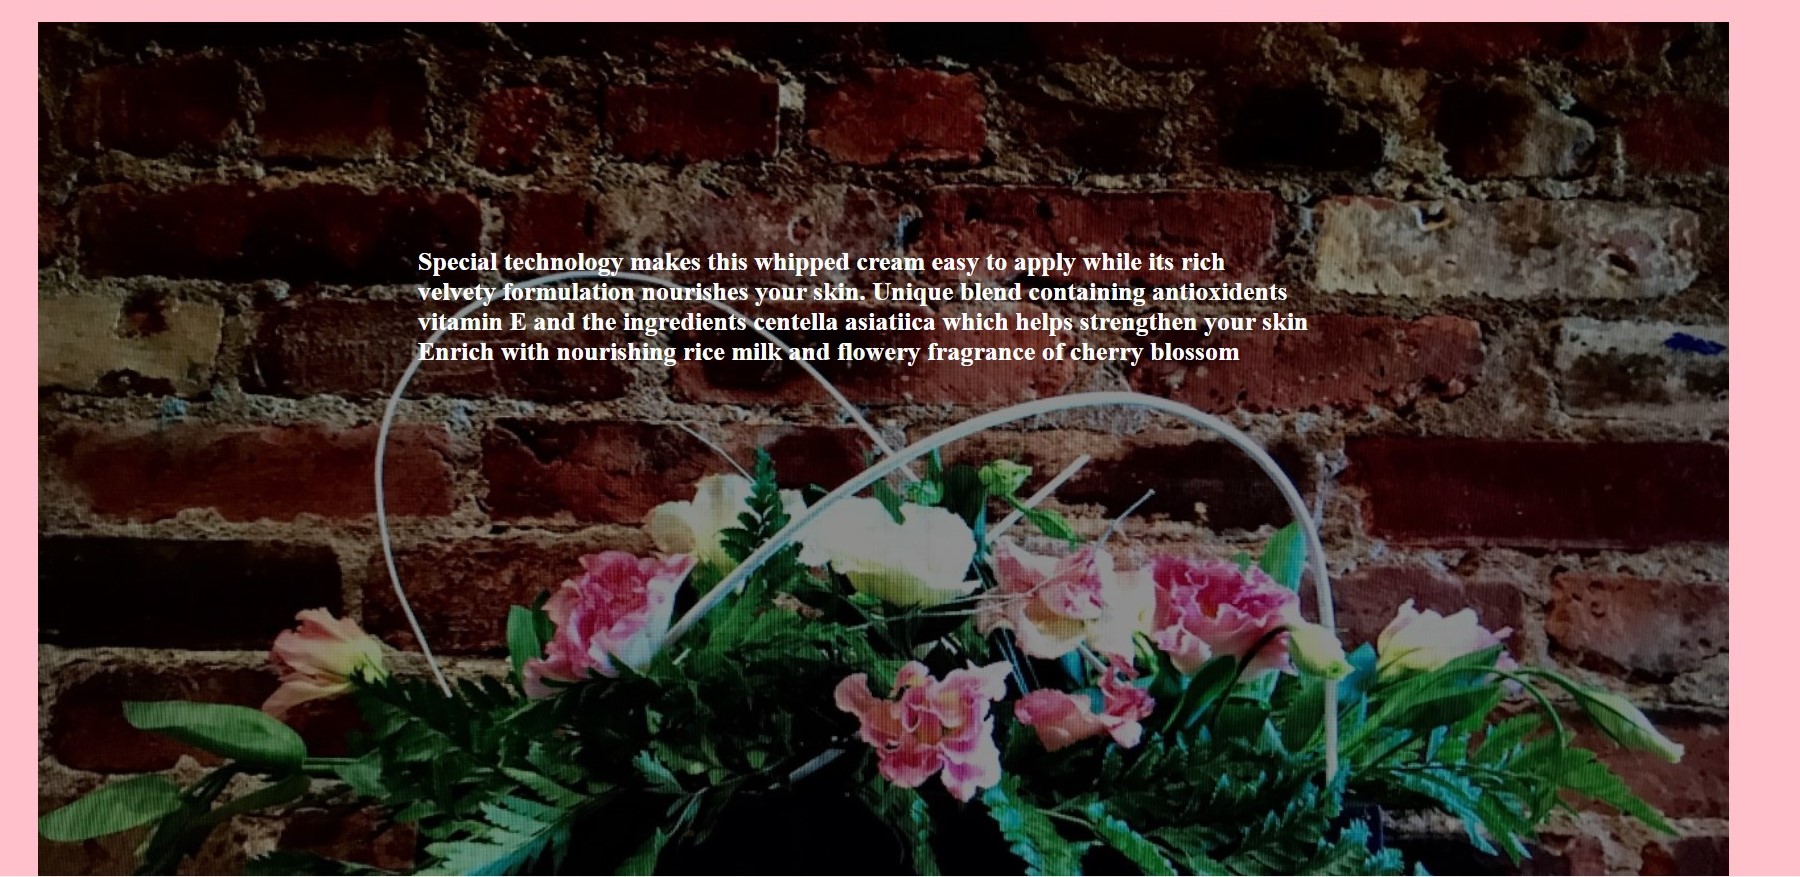 Special technology makes this whipped cream easy to apply while its rich
velvety formulation nourishes your skin. Unique blend containing antioxidents
vitamin E and the ingredients centella asiatiica which helps strengthen your skin
Enrich with nourishing rice milk and flowery fragrance of cherry blossom